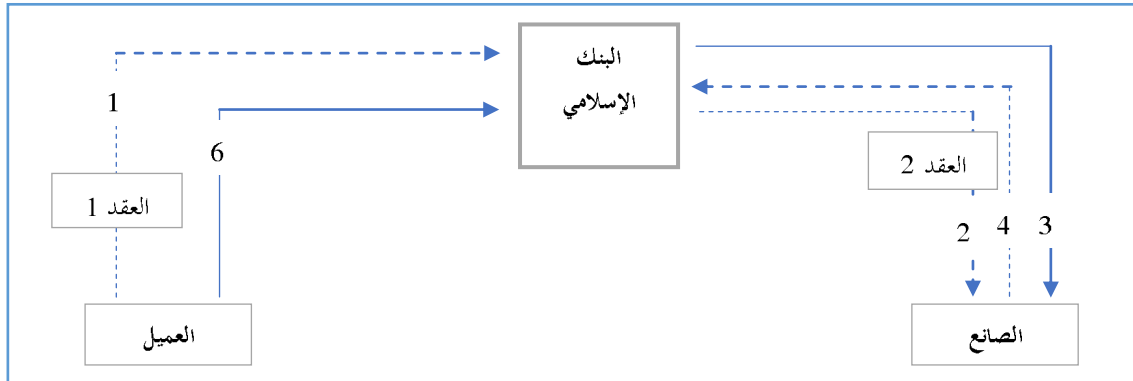 البنك
الإسلامي
1
6
العقد 1
العقد 2
2 4 3
العميل
الصانع